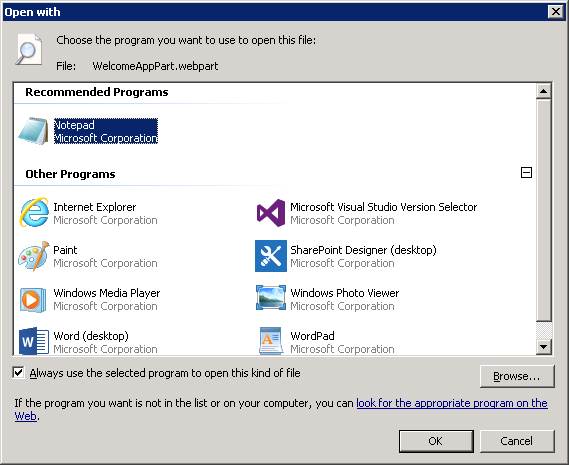 Open with
Choose the program you want to use to open this file:
File: WelcomeAppPart.webpart
Recommended Programs
Notepad
Microsoft Corporation
Other Programs
Internet Explorer
Microsoft Corporation
Microsoft Visual Studio Version Selector
Microsoft Corporation
Paint
Microsoft Corporation
SharePoint Designer (desktop)
Microsoft Corporation
Windows Media Player
Microsoft Corporation
Windows Photo Viewer
Microsoft Corporation
Word (desktop)
Microsoft Corporation
WordPad
Microsoft Corporation
Always use the selected program to open this kind of file
Browse...
If the program you want is not in the list or on your computer, you can look for the appropriate program on the
Web.
OK
Cancel